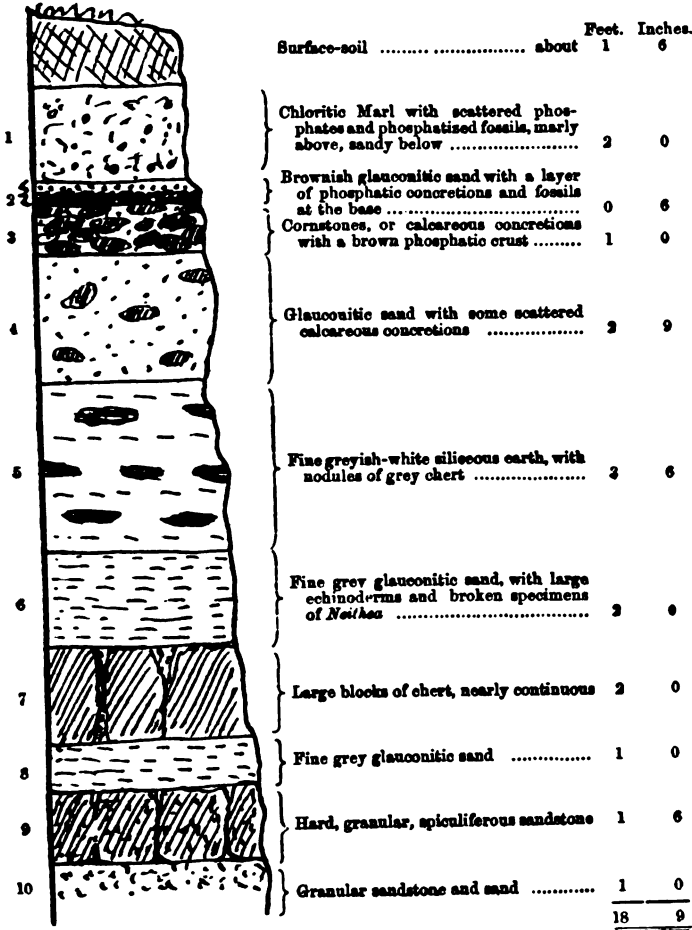 Feet. Inches.
Surface-soil ........ ................... about 1 6
1
Chloritic Marl with scattered phos-
phates and phosphatised fossils, marly
above, sandy below ................... 2 0
2
Brownish glauconitic sand with a layer
of phosphatic concretions and fossils
at the base ............................ 0 6
3
Cornstones, or calcareous concretions
with a brown phosphatic crust ......... 1 0
4
Glauconitic sand with some scattered
calcareous concretions .................. 2 9
5
Fine greyish-white siliceous earth, with
nodules of grey chert ..................... 3 6
6
Fine grey glauconitic sand, with large
echinoderms and broken specimens
of Neithea ................................... 2 0
7
Large blocks of chert, nearly continuous 2 0
8
Fine grey glauconitic sand .............. 1 0
9
Hard, granular, spiculiferous sandstone 1 6
10
Granular sandstone and sand ........... 1 0
18 9